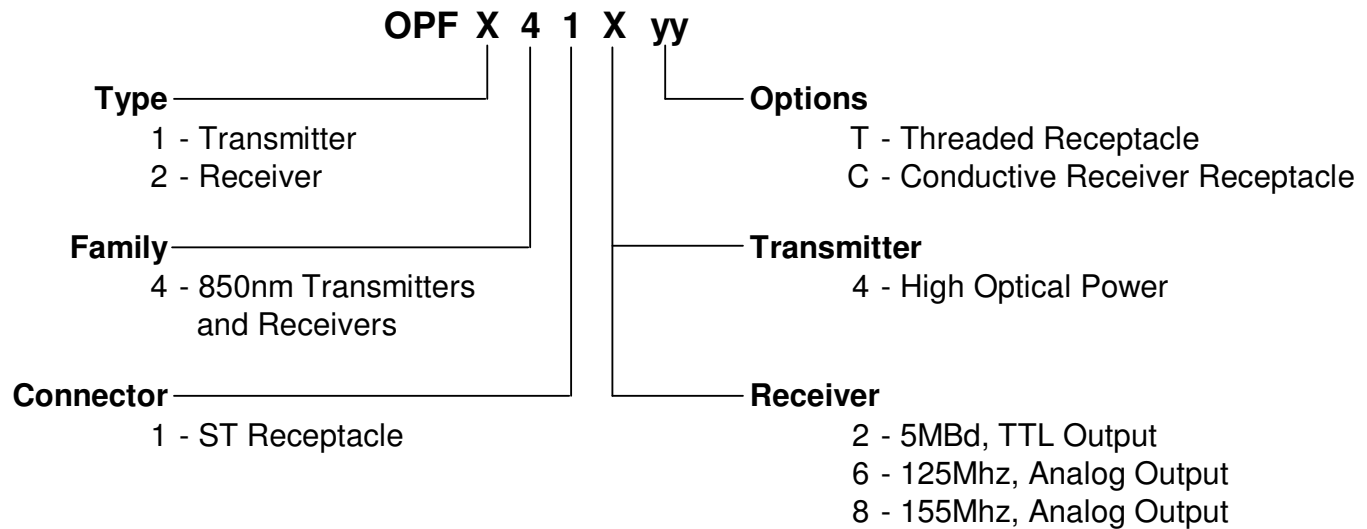 OPF X 4 1 X yy
Type
1 - Transmitter
2 - Receiver
Family
4 - 850nm Transmitters
and Receivers
Connector
1 - ST Receptacle
Options
T - Threaded Receptacle
C - Conductive Receiver Receptacle
Transmitter
4 - High Optical Power
Receiver
2 - 5MBd, TTL Output
6 - 125Mhz, Analog Output
8 - 155Mhz, Analog Output